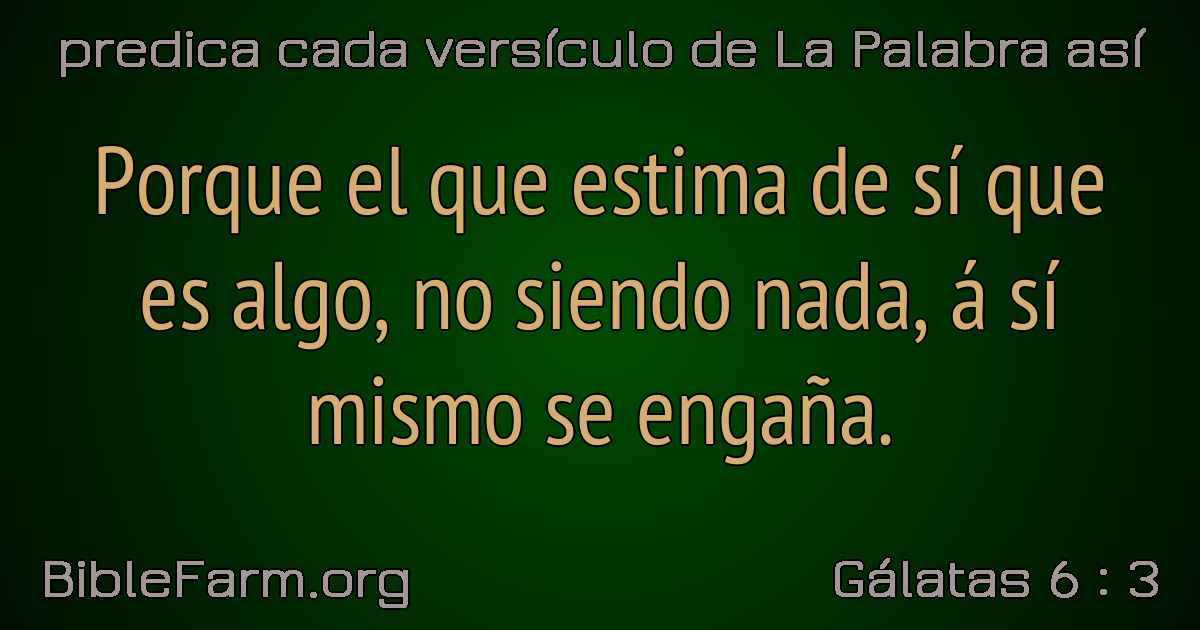 predica cada versículo de La Palabra así
Porque el que estima de sí que
es algo, no siendo nada, á sí
mismo se engaña.
BibleFarm.org
Gálatas 6 : 3